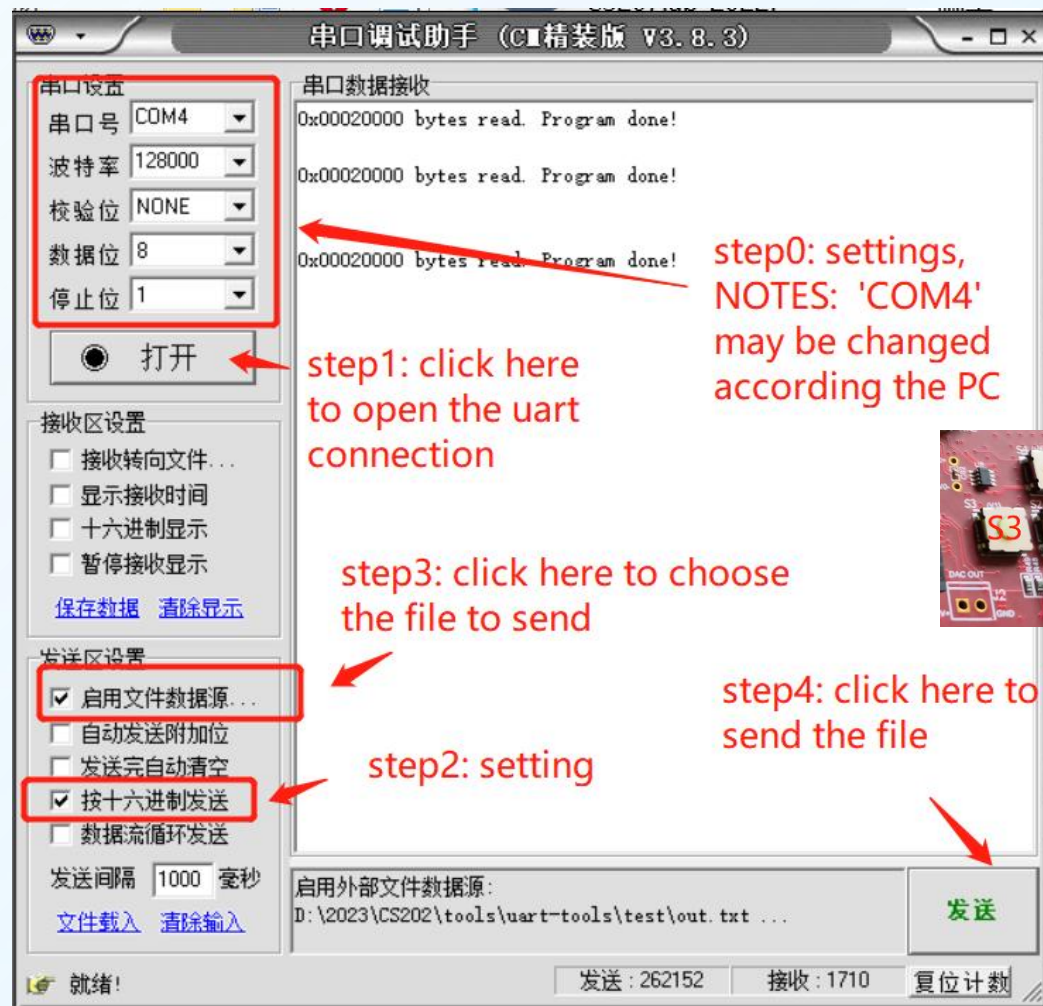 串口调试助手 (CM精装版 V3.8.3)
串口设置
串口号 COM4
波特率 128000
校验位 NONE
数据位 8
停止位 1
打开
接收区设置
接收转向文件...
显示接收时间
十六进制显示
暂停接收显示
保存数据 清除显示
发送区设置
启用文件数据源...
自动发送附加位
发送完自动清空
按十六进制发送
数据流循环发送
发送间隔 1000 毫秒
文件载入 清除输入
串口数据接收
0x00020000 bytes read. Program done!
0x00020000 bytes read. Program done!
0x00020000 bytes read. Program done!
step0: settings,
NOTES: 'COM4'
may be changed
according the PC
step1: click here
to open the uart
connection
S3
S3
DAC OUT
J2
GND
step3: click here to choose
the file to send
step4: click here to
send the file
step2: setting
启用外部文件数据源:
D:\2023\CS202\tools\uart-tools\test\out.txt ...
发送
就绪!
发送:262152
接收:1710
复位计数